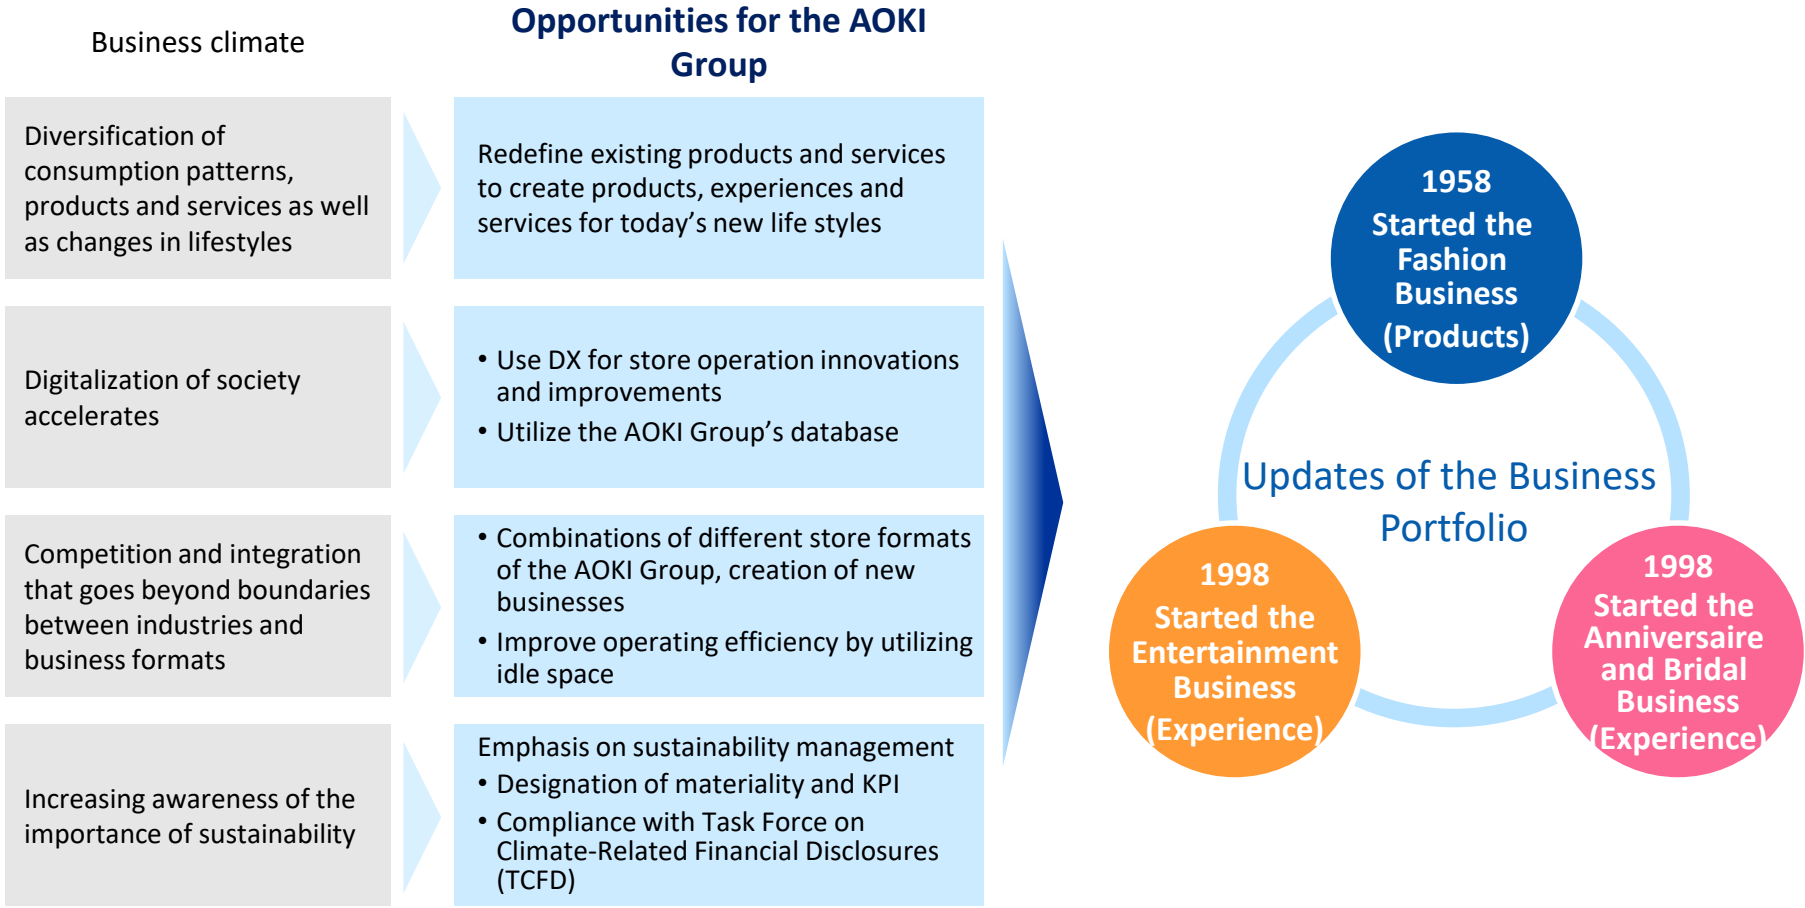 Business climate
Opportunities for the AOKI
Group
Diversification of
consumption patterns,
products and services as well
as changes in lifestyles
Redefine existing products and services
to create products, experiences and
services for today’s new life styles
Digitalization of society
accelerates
• Use DX for store operation innovations
and improvements
• Utilize the AOKI Group’s database
Competition and integration
that goes beyond boundaries
between industries and
business formats
• Combinations of different store formats
of the AOKI Group, creation of new
businesses
• Improve operating efficiency by utilizing
idle space
Increasing awareness of the
importance of sustainability
Emphasis on sustainability management
• Designation of materiality and KPI
• Compliance with Task Force on
Climate-Related Financial Disclosures
(TCFD)
1958
Started the
Fashion
Business
(Products)
Updates of the Business
Portfolio
1998
Started the
Entertainment
Business
(Experience)
1998
Started the
Anniversaire
and Bridal
Business
(Experience)